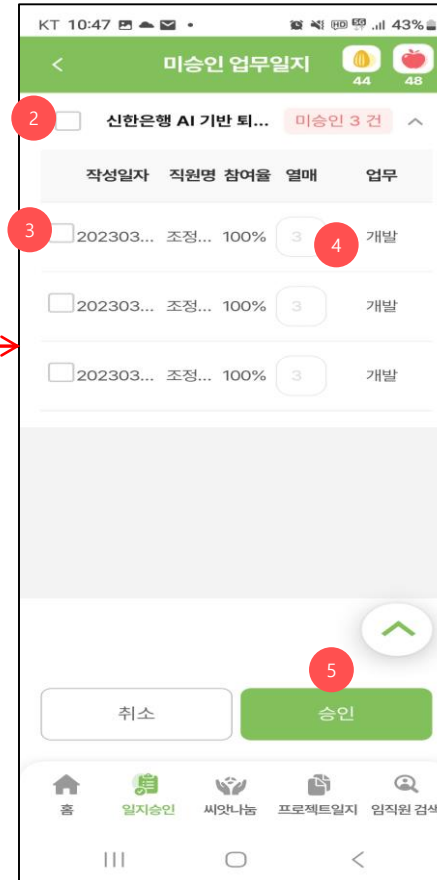 KT 10:47 HD 5G 43%
미승인 업무일지
44 48
2 신한은행 AI 기반 퇴... 미승인 3 건
작성일자 직원명 참여율 열매 업무
3 202303... 조정... 100% 3 4 개발
202303... 조정... 100% 3 개발
202303... 조정... 100% 3 개발
5
취소 승인
홈 일지승인 씨앗나눔 프로젝트일지 임직원 검색